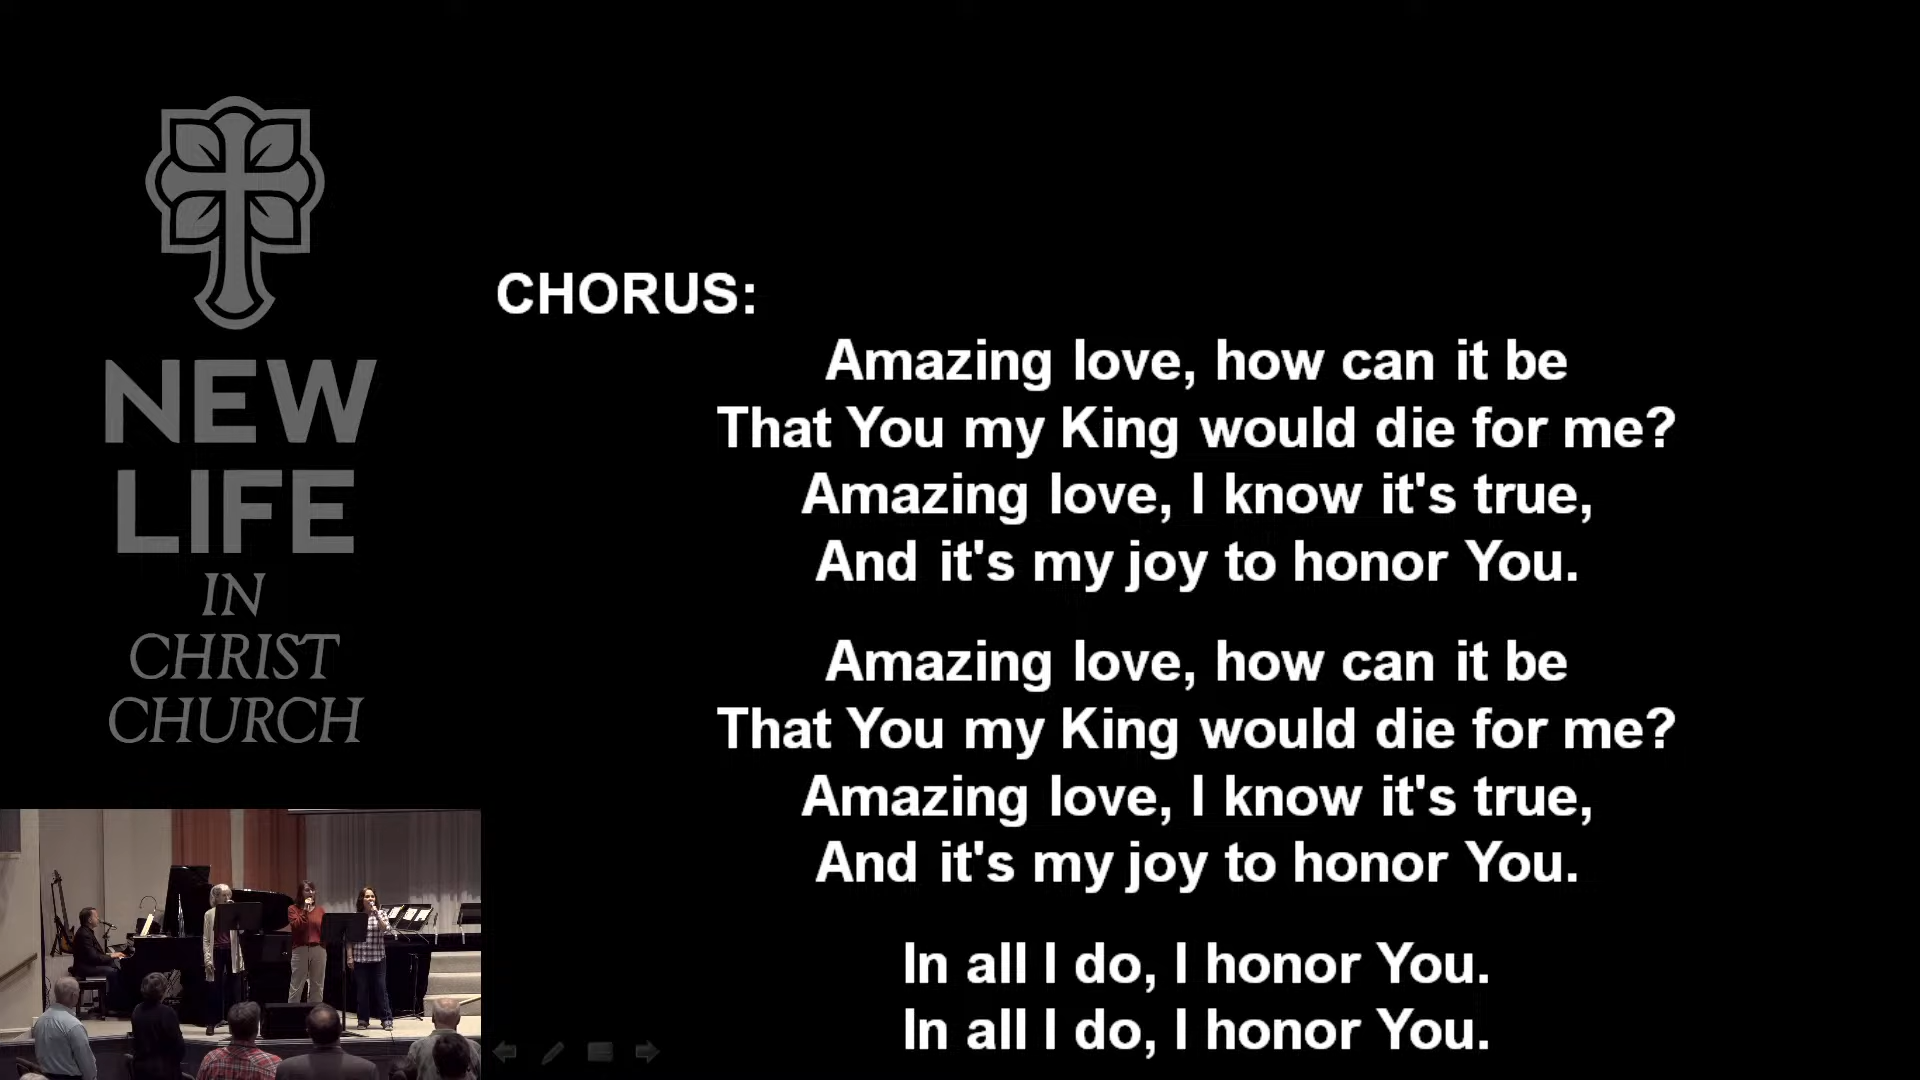 NEW
LIFE
IN
CHRIST
CHURCH
CHORUS:
Amazing love, how can it be
That You my King would die for me?
Amazing love, I know it's true,
And it's my joy to honor You.
Amazing love, how can it be
That You my King would die for me?
Amazing love, I know it's true,
And it's my joy to honor You.
In all I do, I honor You.
In all I do, I honor You.